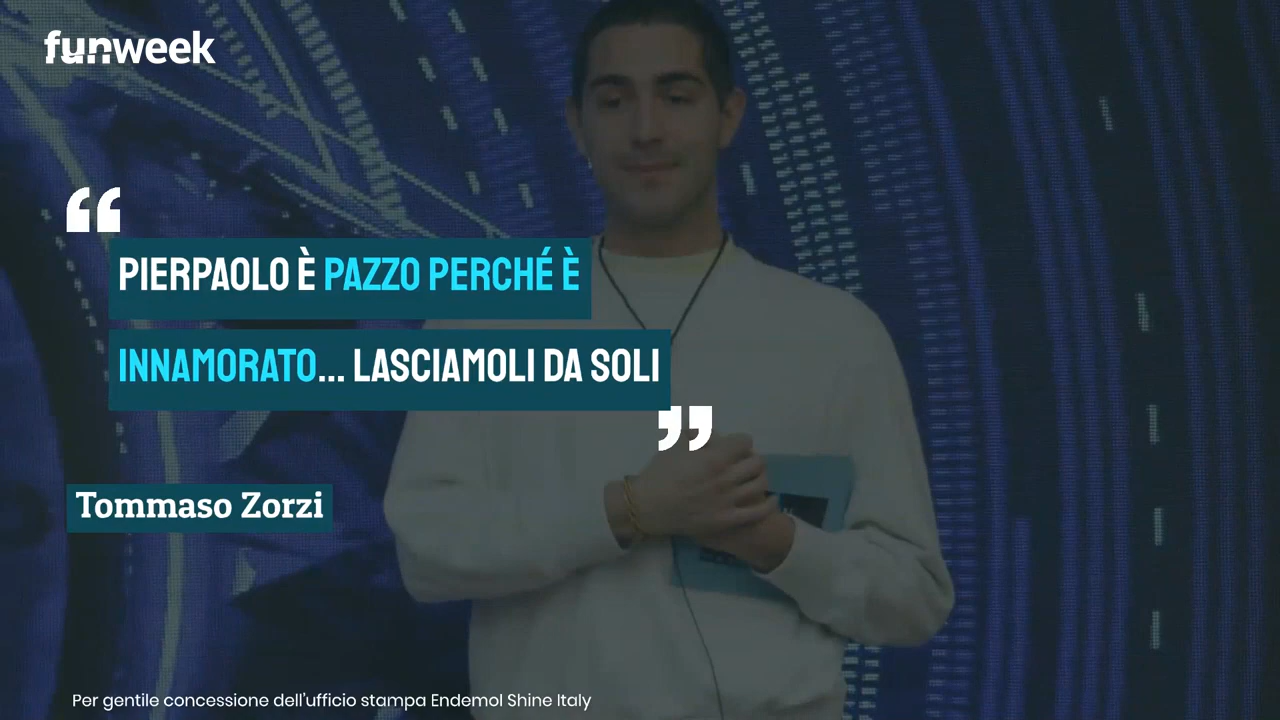 funweek
“
PIERPAOLO È PAZZO PERCHÉ È
INNAMORATO... LASCIAMOLI DA SOLI
”
Tommaso Zorzi
Per gentile concessione dell'ufficio stampa Endemol Shine Italy